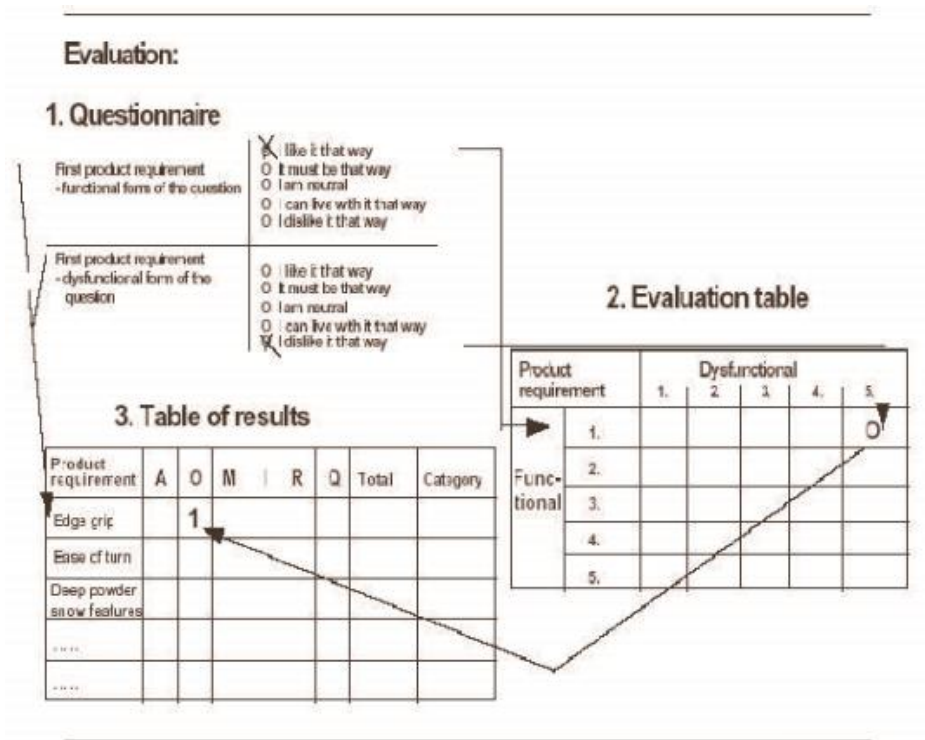 Evaluation:
1. Questionnaire
First product requirement
-functional form of the question
I like it that way
O It must be that way
O I am neutral
O I can live with it that way
O I dislike it that way
First product requirement
-dysfunctional form of the
question
O I like it that way
O It must be that way
O I am neutral
O I can live with it that way
I dislike it that way
2. Evaluation table
Product
requirement
Dysfunctional
1. 2. 3. 4. 5.
Func-
tional
1. O
2.
3.
4.
5.
3. Table of results
Product
requirement A O M I R Q Total Category
Edge grip 1
Ease of turn
Deep powder
snow features
.....
.....